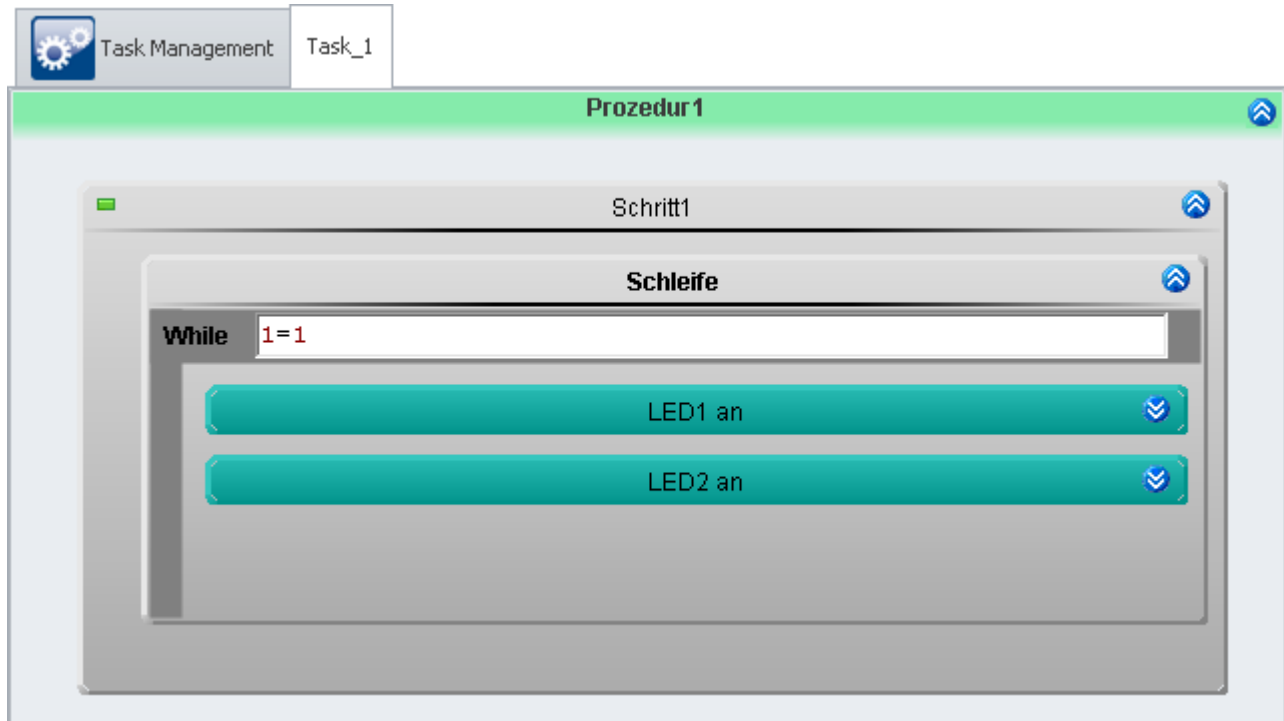 Task Management
Task_1
Prozedur1
Schritt1
Schleife
While 1=1
LED1 an
LED2 an